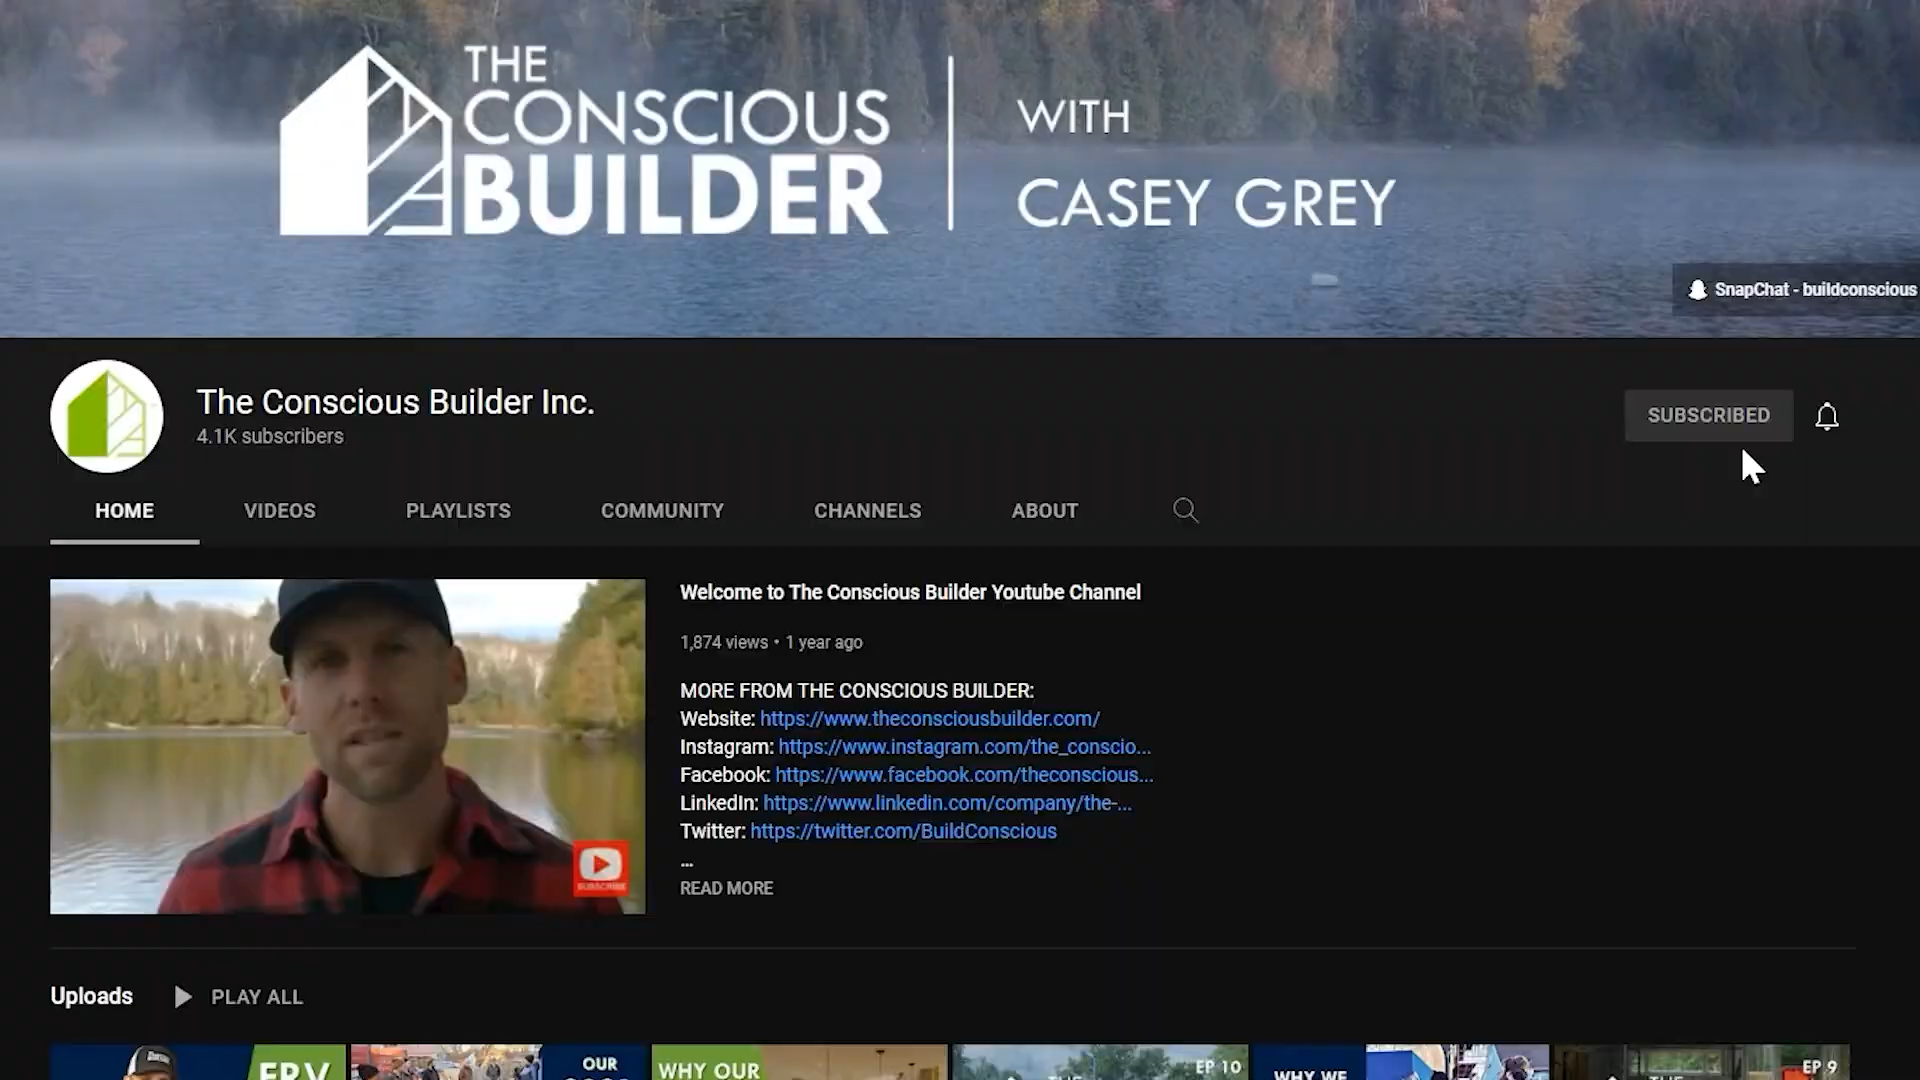 THE
CONSCIOUS
BUILDER
WITH
CASEY GREY
SnapChat - buildconscious
The Conscious Builder Inc.
4.1K subscribers
SUBSCRIBED
HOME
VIDEOS
PLAYLISTS
COMMUNITY
CHANNELS
ABOUT
SUBSCRIBE
Welcome to The Conscious Builder Youtube Channel
1,874 views • 1 year ago
MORE FROM THE CONSCIOUS BUILDER:
Website: https://www.theconsciousbuilder.com/
Instagram: https://www.instagram.com/the_conscio...
Facebook: https://www.facebook.com/theconscious...
LinkedIn: https://www.linkedin.com/company/the-...
Twitter: https://twitter.com/BuildConscious
...
READ MORE
Uploads
PLAY ALL
ERV
OUR
WHY OUR
EP 10
THE
WHY WE
EP 9
THE